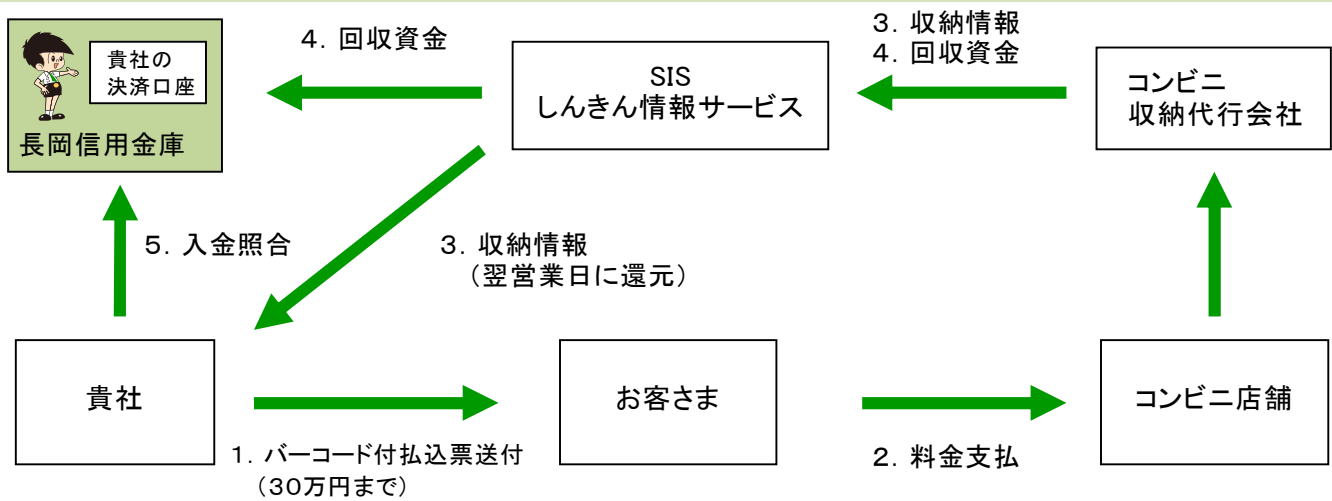 貴社の
決済口座
長岡信用金庫
4．回収資金
SIS
しんきん情報サービス
3．収納情報
4．回収資金
コンビニ
収納代行会社
5．入金照合
3．収納情報
（翌営業日に還元）
貴社
お客さま
コンビニ店舗
1．バーコード付払込票送付
（30万円まで）
2．料金支払